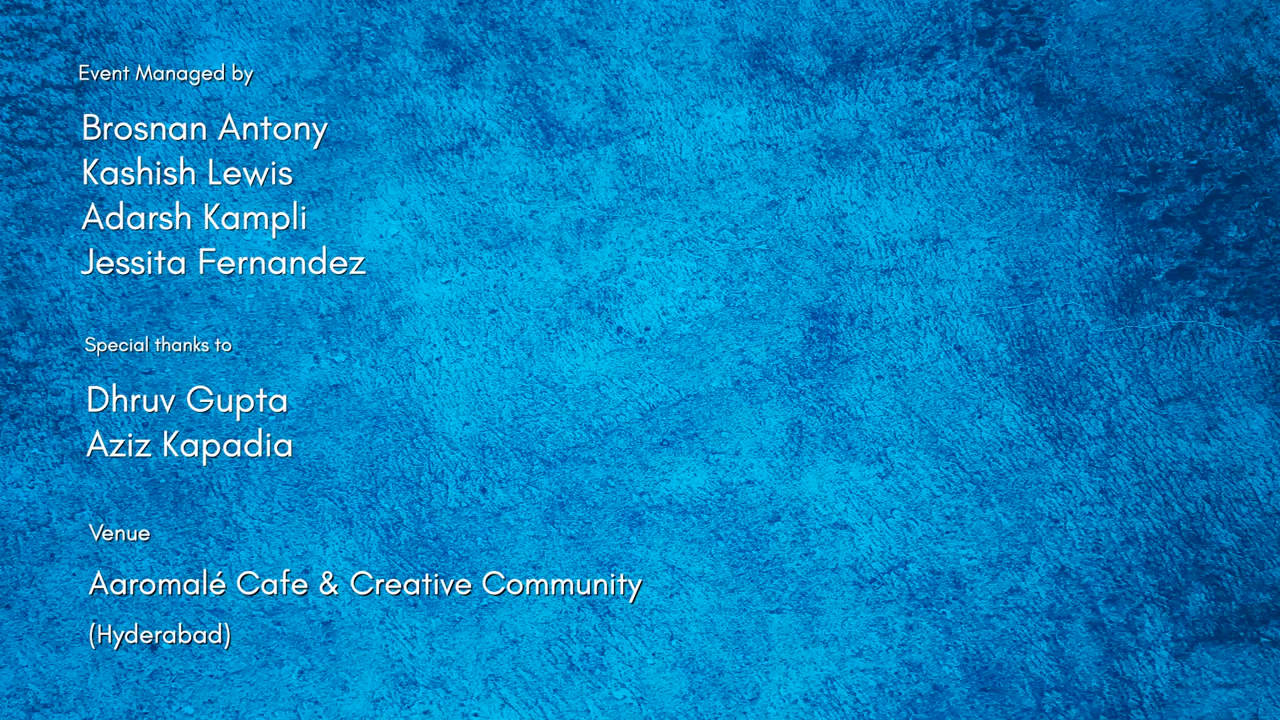 Event Managed by
Brosnan Antony
Kashish Lewis
Adarsh Kampli
Jessita Fernandez
Special thanks to
Dhruv Gupta
Aziz Kapadia
Venue
Aaromalé Cafe & Creative Community
(Hyderabad)